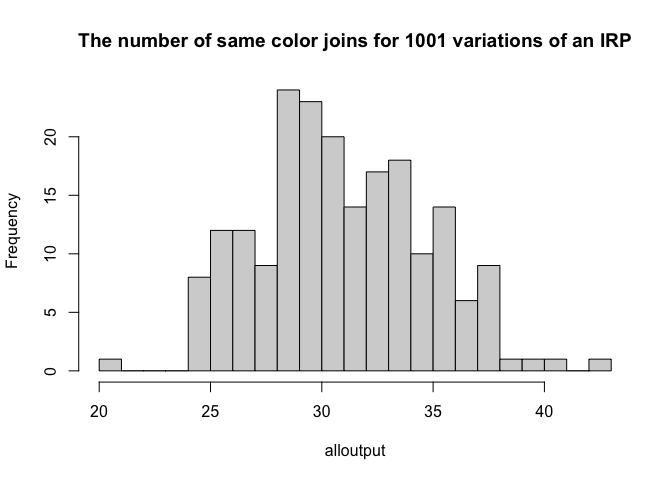 The number of same color joins for 1001 variations of an IRP
Frequency
20
15
10
5
0
20 25 30 35 40
alloutput